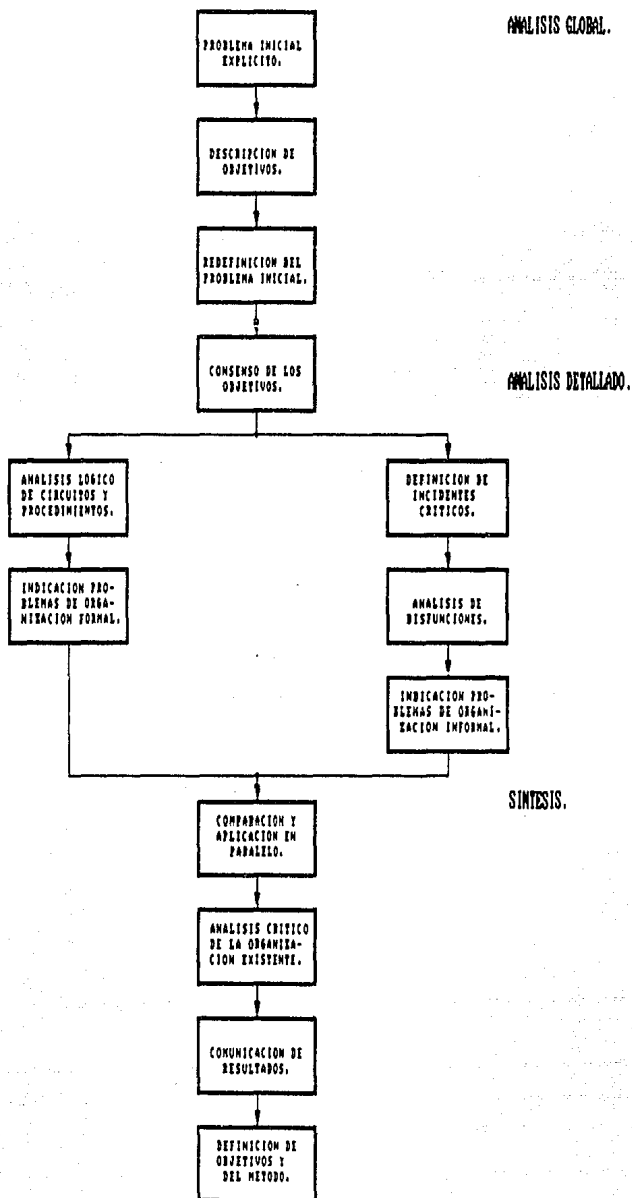 ANALISIS GLOBAL.
PROBLEMA INICIAL
EXPLICITO.
DESCRIPCION DE
OBJETIVOS.
REDEFINICION DEL
PROBLEMA INICIAL.
CONSENSO DE LOS
OBJETIVOS.
ANALISIS DETALLADO.
ANALISIS LOGICO
DE CIRCUITOS Y
PROCEDIMIENTOS.
INDICACION PRO-
BLEMAS DE ORGA-
NIZACION FORMAL.
DEFINICION DE
INCIDENTES
CRITICOS.
ANALISIS DE
DISFUNCIONES.
INDICACION PRO-
BLEMAS DE ORGANI-
ZACION INFORMAL.
SINTESIS.
COMPARACION Y
APLICACION EN
PARALELO.
ANALISIS CRITICO
DE LA ORGANIZA-
CION EXISTENTE.
COMUNICACION DE
RESULTADOS.
DEFINICION DE
OBJETIVOS Y
DEL METODO.